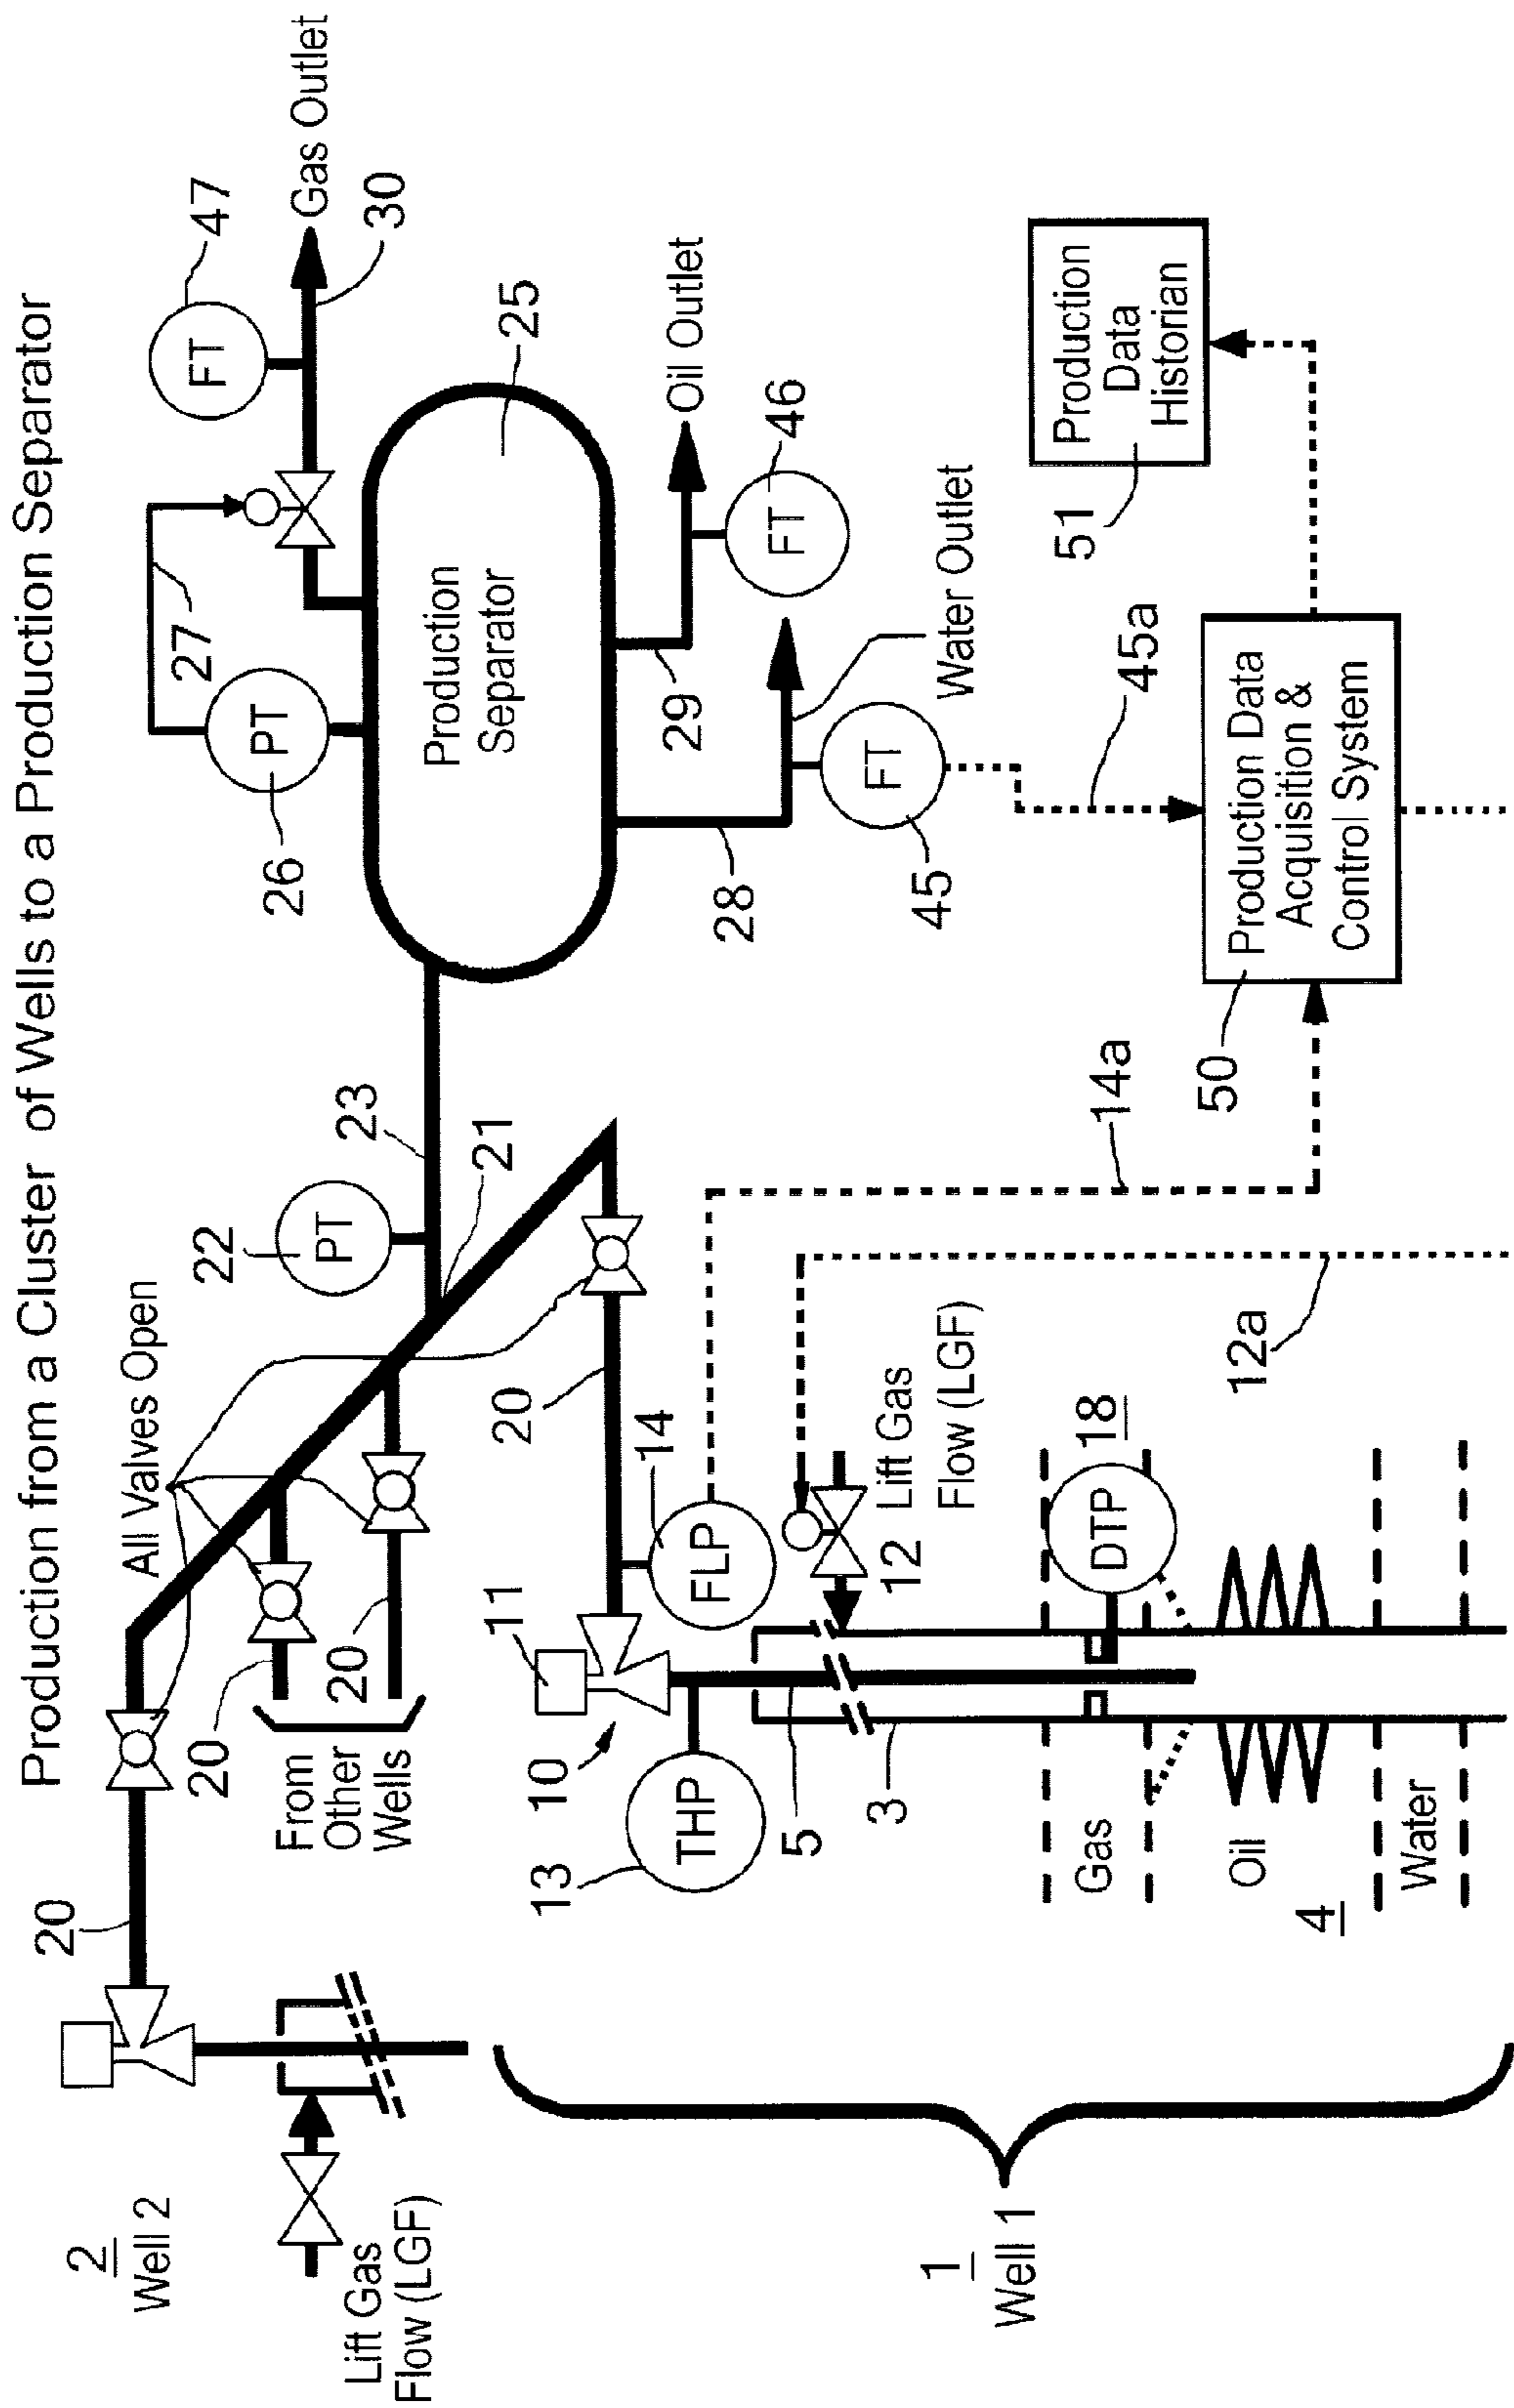 Production from a Cluster of Wells to a Production Separator
2
Well 2
Lift Gas
Flow (LGF)
20
All Valves Open
20
From
Other
Wells
20
22
PT
23
21
26
PT
27
FT
47
Gas Outlet
30
Production
Separator
25
29
Oil Outlet
FT
46
28
Water Outlet
FT
45
45a
1
Well 1
10
11
13
THP
5
3
20
14
FLP
12
Lift Gas
Flow (LGF)
14a
12a
DTP
18
Gas
Oil
4
Water
50
Production Data
Acquisition &
Control System
51
Production
Data
Historian